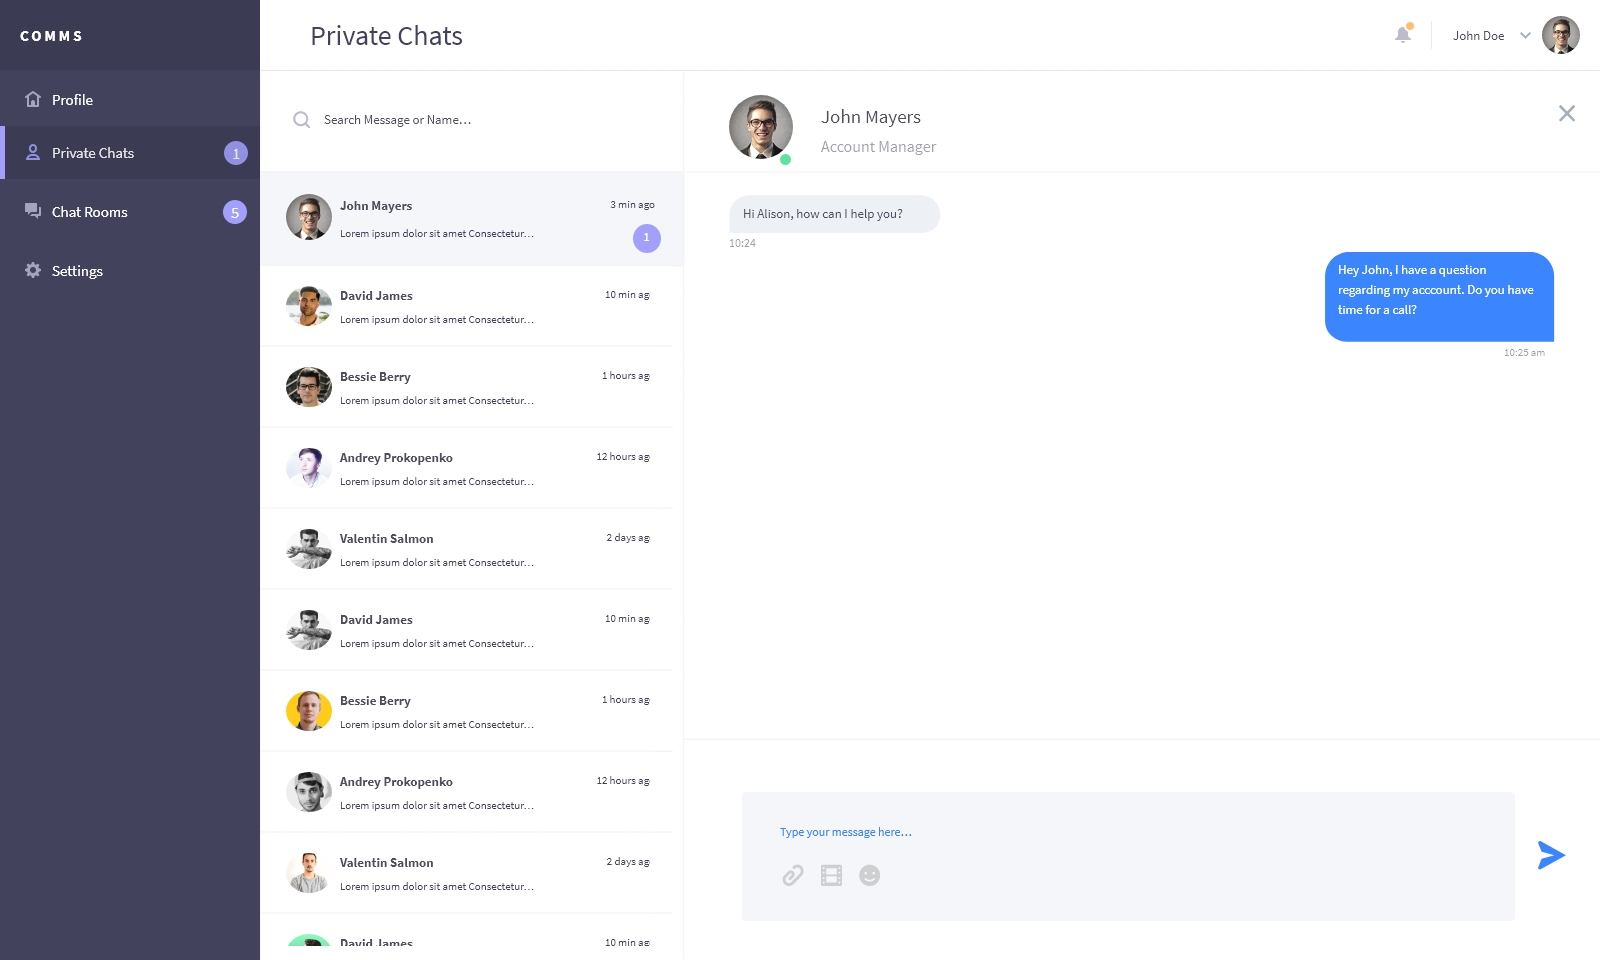 COMMS
Private Chats
John Doe
Profile
Private Chats 1
Chat Rooms 5
Settings
Search Message or Name...
John Mayers 3 min ago
Lorem ipsum dolor sit amet Consectetur... 1
David James 10 min ag
Lorem ipsum dolor sit amet Consectetur...
Bessie Berry 1 hours ag
Lorem ipsum dolor sit amet Consectetur...
Andrey Prokopenko 12 hours ag
Lorem ipsum dolor sit amet Consectetur...
Valentin Salmon 2 days ag
Lorem ipsum dolor sit amet Consectetur...
David James 10 min ag
Lorem ipsum dolor sit amet Consectetur...
Bessie Berry 1 hours ag
Lorem ipsum dolor sit amet Consectetur...
Andrey Prokopenko 12 hours ag
Lorem ipsum dolor sit amet Consectetur...
Valentin Salmon 2 days ag
Lorem ipsum dolor sit amet Consectetur...
David James 10 min ag
John Mayers
Account Manager
Hi Alison, how can I help you?
10:24
Hey John, I have a question
regarding my acccount. Do you have
time for a call?
10:25 am
Type your message here...